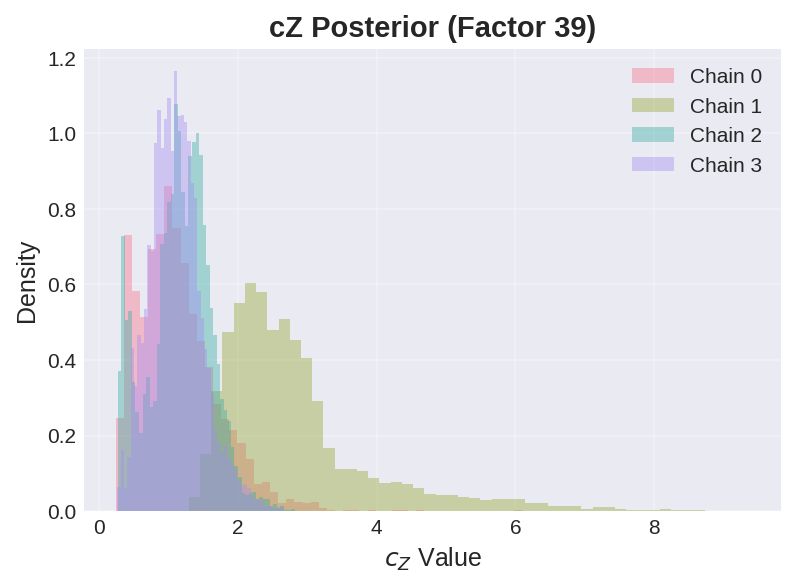 cZ Posterior (Factor 39)
1.2
1.0
0.8
0.6
0.4
0.2
0.0
Density
Chain 0
Chain 1
Chain 2
Chain 3
0 2 4 6 8
c_Z Value